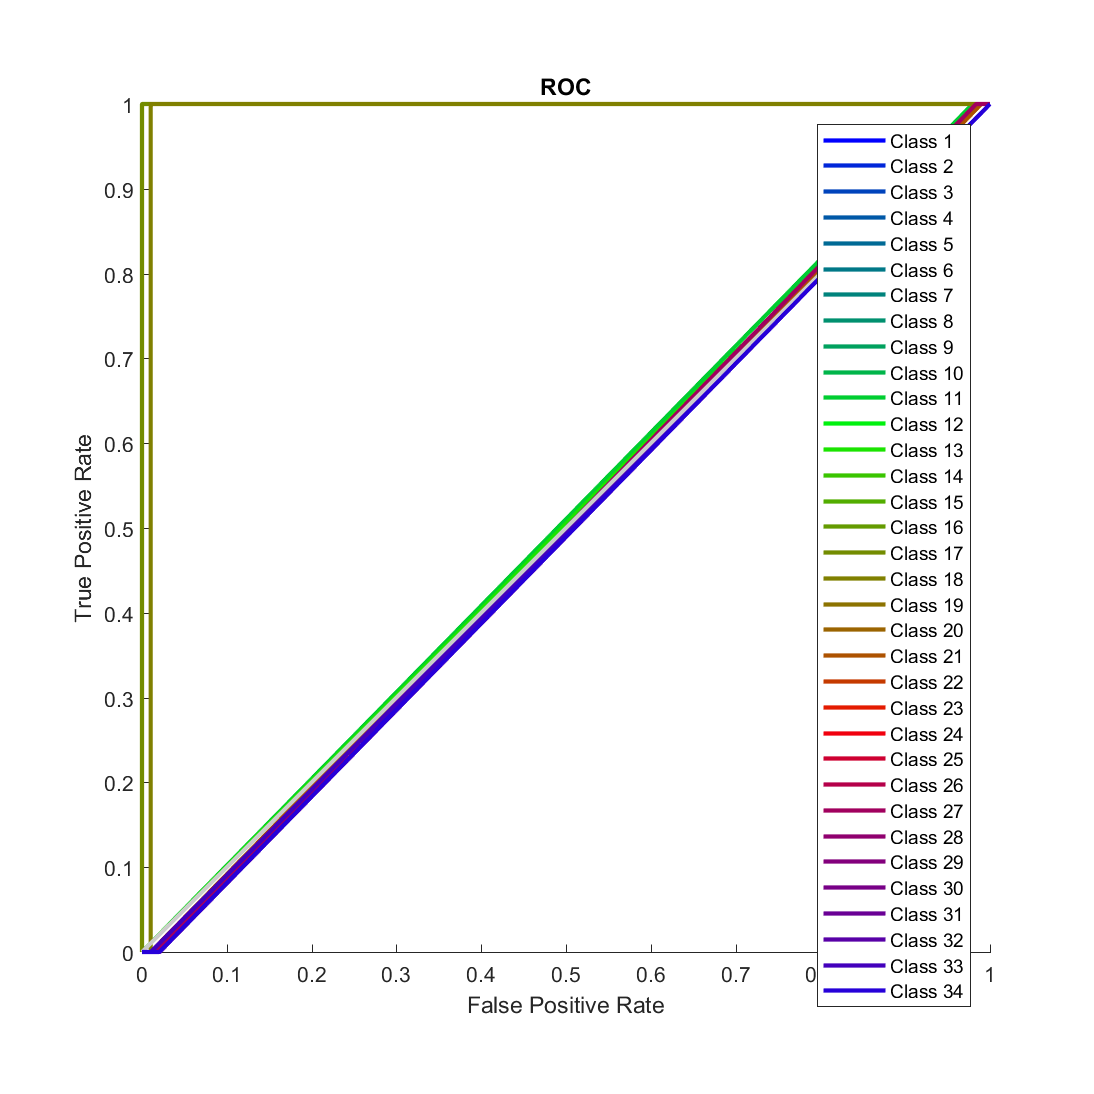 ROC
True Positive Rate
1
0.9
0.8
0.7
0.6
0.5
0.4
0.3
0.2
0.1
0
Class 1
Class 2
Class 3
Class 4
Class 5
Class 6
Class 7
Class 8
Class 9
Class 10
Class 11
Class 12
Class 13
Class 14
Class 15
Class 16
Class 17
Class 18
Class 19
Class 20
Class 21
Class 22
Class 23
Class 24
Class 25
Class 26
Class 27
Class 28
Class 29
Class 30
Class 31
Class 32
Class 33
Class 34
0 0.1 0.2 0.3 0.4 0.5 0.6 0.7 1
False Positive Rate